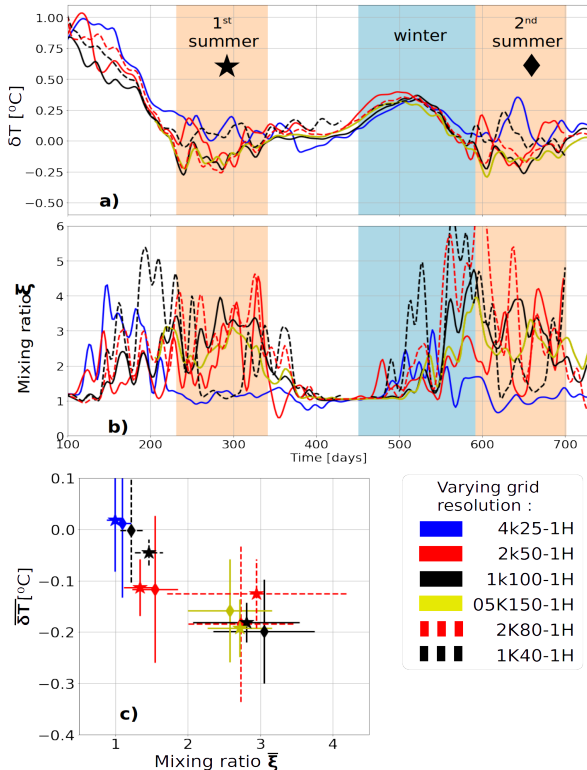 1st
summer
winter
2nd
summer
1.00
0.75
0.50
0.25
0.00
−0.25
−0.50
δT [°C]
a)
6
5
4
3
2
1
0
Mixing ratio ξ
b)
100 200 300 400 500 600 700
Time [days]
0.1
0.0
−0.1
−0.2
−0.3
−0.4
δT [°C]
c)
1 2 3 4
Mixing ratio ξ
Varying grid
resolution :
4k25-1H
2k50-1H
1k100-1H
05K150-1H
2K80-1H
1K40-1H